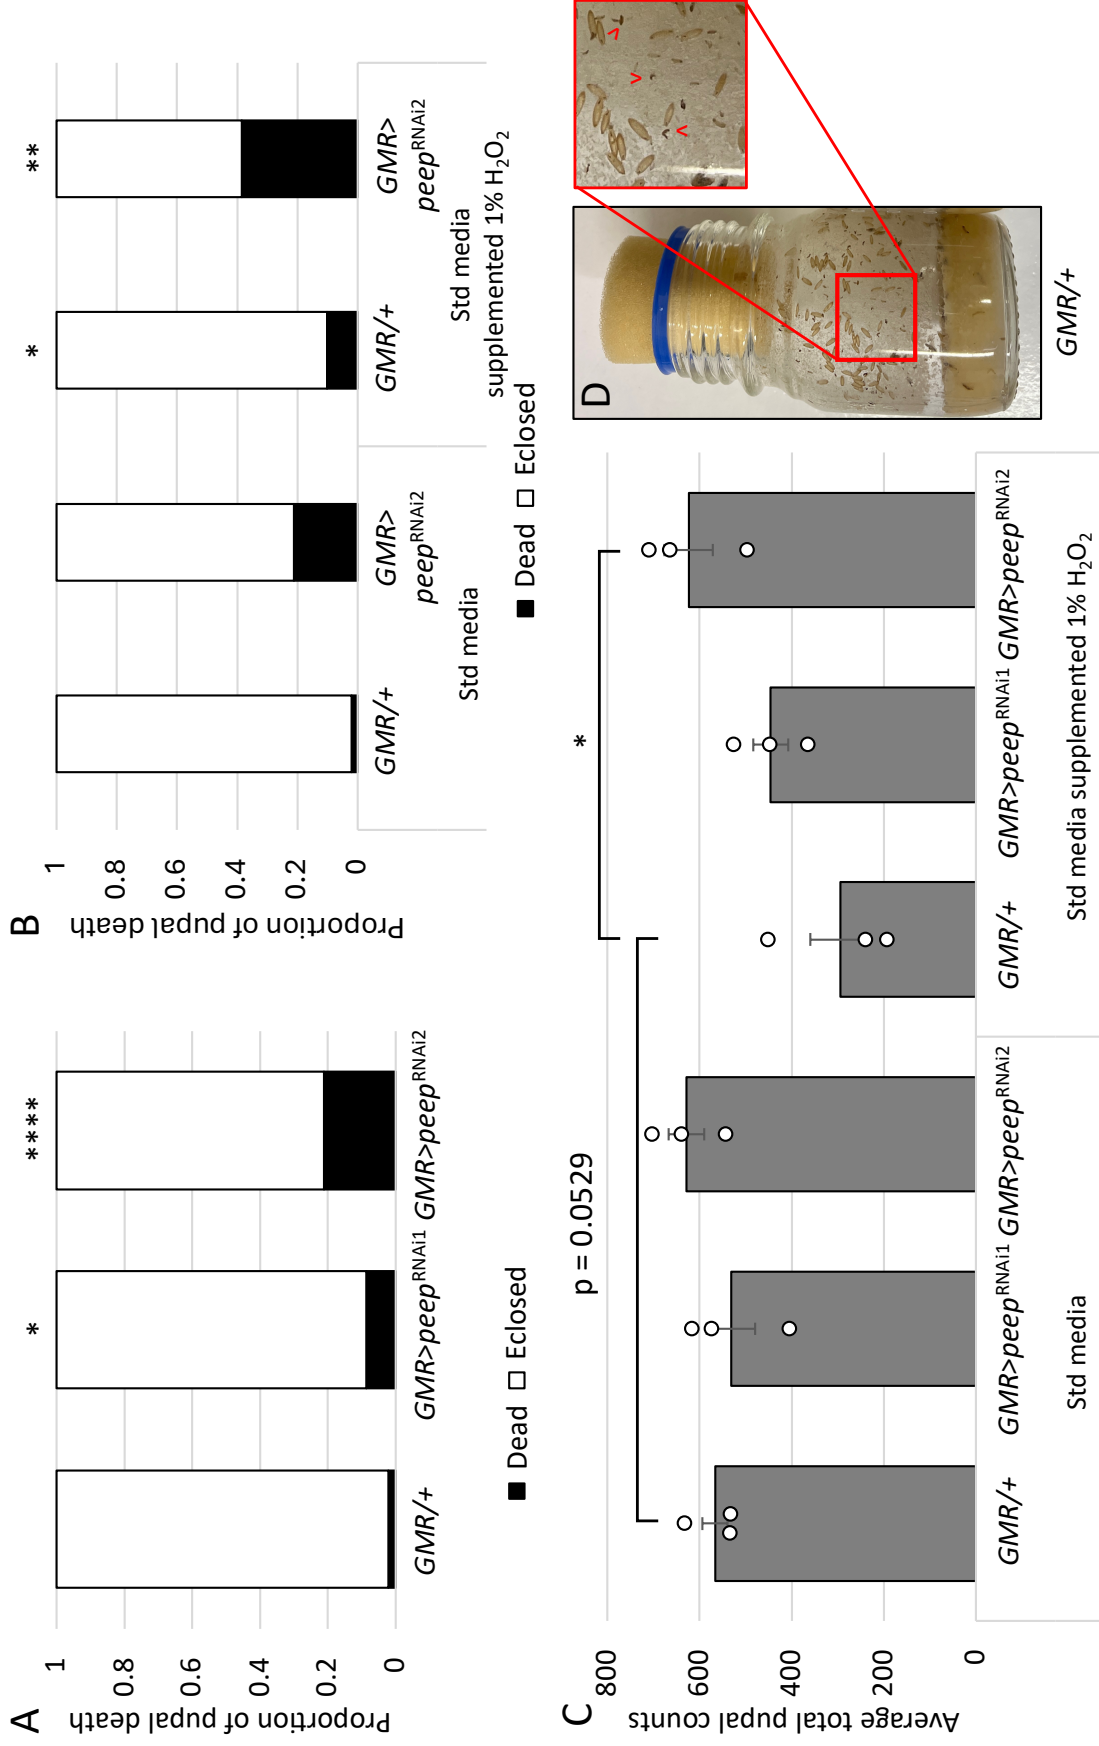 A
Proportion of pupal death
1
0.8
0.6
0.4
0.2
0
*
****
GMR/+
GMR>peepRNAi1
GMR>peepRNAi2
■ Dead □ Eclosed
B
Proportion of pupal death
1
0.8
0.6
0.4
0.2
0
*
**
GMR/+
GMR>
peepRNAi2
GMR/+
GMR>
peepRNAi2
Std media
Std media
supplemented 1% H₂O₂
■ Dead □ Eclosed
C
Average total pupal counts
800
600
400
200
0
p = 0.0529
*
GMR/+
GMR>peepRNAi1
GMR>peepRNAi2
GMR/+
GMR>peepRNAi1
GMR>peepRNAi2
Std media
Std media supplemented 1% H₂O₂
D
GMR/+